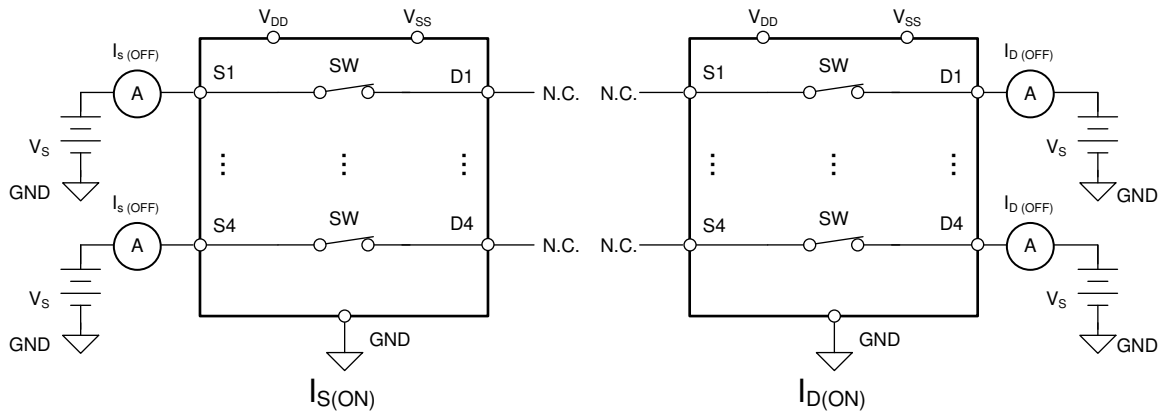 VDD VSS VDD VSS
Is (OFF) ID (OFF)
S1 SW D1 S1 SW D1
A N.C. N.C. A
VS VS
GND GND
Is (OFF) ID (OFF)
S4 SW D4 S4 SW D4
A N.C. N.C. A
VS VS
GND GND GND GND
IS(ON) ID(ON)